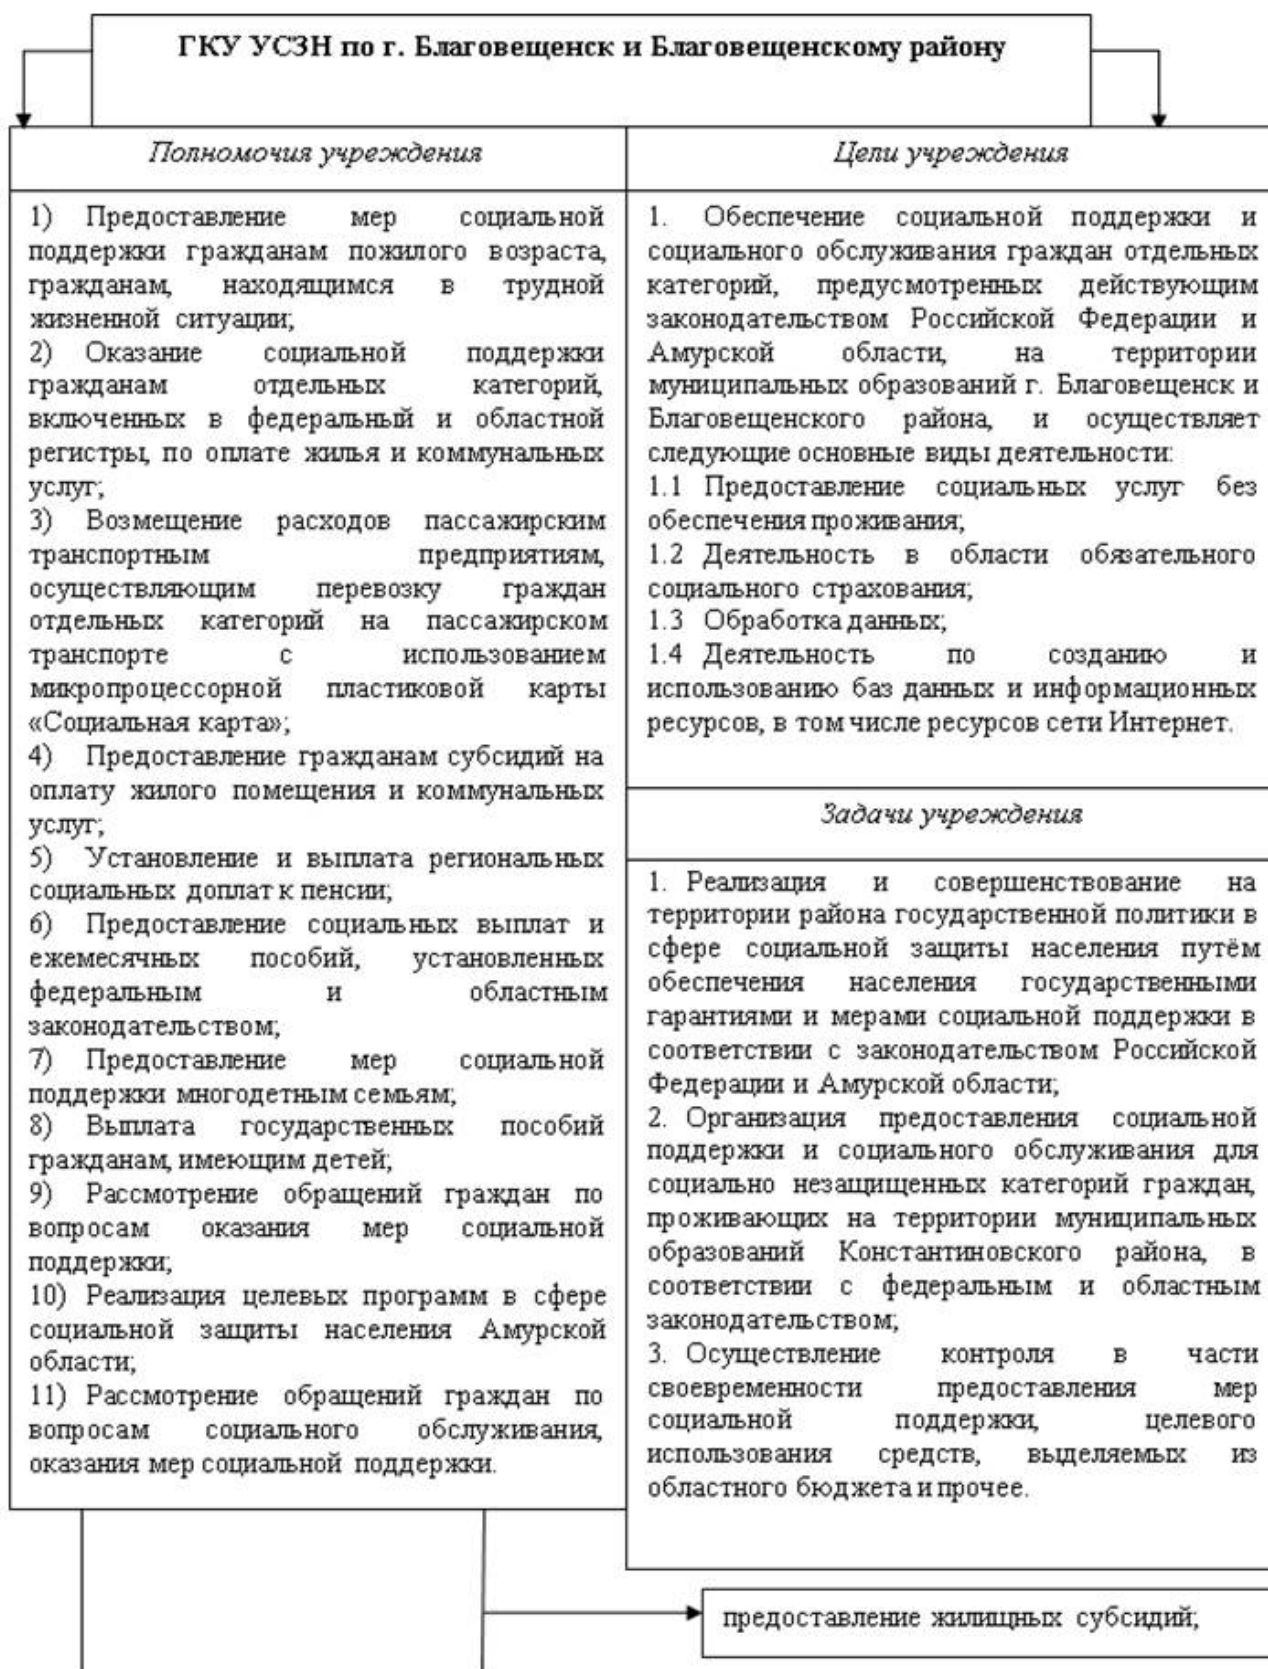 ГКУ УСЗН по г. Благовещенск и Благовещенскому району
Полномочия учреждения
1) Предоставление мер социальной
поддержки гражданам пожилого возраста,
гражданам, находящимся в трудной
жизненной ситуации;
2) Оказание социальной поддержки
гражданам отдельных категорий,
включенных в федеральный и областной
регистры, по оплате жилья и коммунальных
услуг;
3) Возмещение расходов пассажирским
транспортным предприятиям,
осуществляющим перевозку граждан
отдельных категорий на пассажирском
транспорте с использованием
микропроцессорной пластиковой карты
«Социальная карта»;
4) Предоставление гражданам субсидий на
оплату жилого помещения и коммунальных
услуг;
5) Установление и выплата региональных
социальных доплат к пенсии;
6) Предоставление социальных выплат и
ежемесячных пособий, установленных
федеральным и областным
законодательством;
7) Предоставление мер социальной
поддержки многодетным семьям;
8) Выплата государственных пособий
гражданам, имеющим детей;
9) Рассмотрение обращений граждан по
вопросам оказания мер социальной
поддержки;
10) Реализация целевых программ в сфере
социальной защиты населения Амурской
области;
11) Рассмотрение обращений граждан по
вопросам социального обслуживания,
оказания мер социальной поддержки.
Цели учреждения
1. Обеспечение социальной поддержки и
социального обслуживания граждан отдельных
категорий, предусмотренных действующим
законодательством Российской Федерации и
Амурской области, на территории
муниципальных образований г. Благовещенск и
Благовещенского района, и осуществляет
следующие основные виды деятельности:
1.1 Предоставление социальных услуг без
обеспечения проживания;
1.2 Деятельность в области обязательного
социального страхования;
1.3 Обработка данных;
1.4 Деятельность по созданию и
использованию баз данных и информационных
ресурсов, в том числе ресурсов сети Интернет.
Задачи учреждения
1. Реализация и совершенствование на
территории района государственной политики в
сфере социальной защиты населения путём
обеспечения населения государственными
гарантиями и мерами социальной поддержки в
соответствии с законодательством Российской
Федерации и Амурской области;
2. Организация предоставления социальной
поддержки и социального обслуживания для
социально незащищенных категорий граждан,
проживающих на территории муниципальных
образований Константиновского района, в
соответствии с федеральным и областным
законодательством;
3. Осуществление контроля в части
своевременности предоставления мер
социальной поддержки, целевого
использования средств, выделяемых из
областного бюджета и прочее.
предоставление жилищных субсидий;